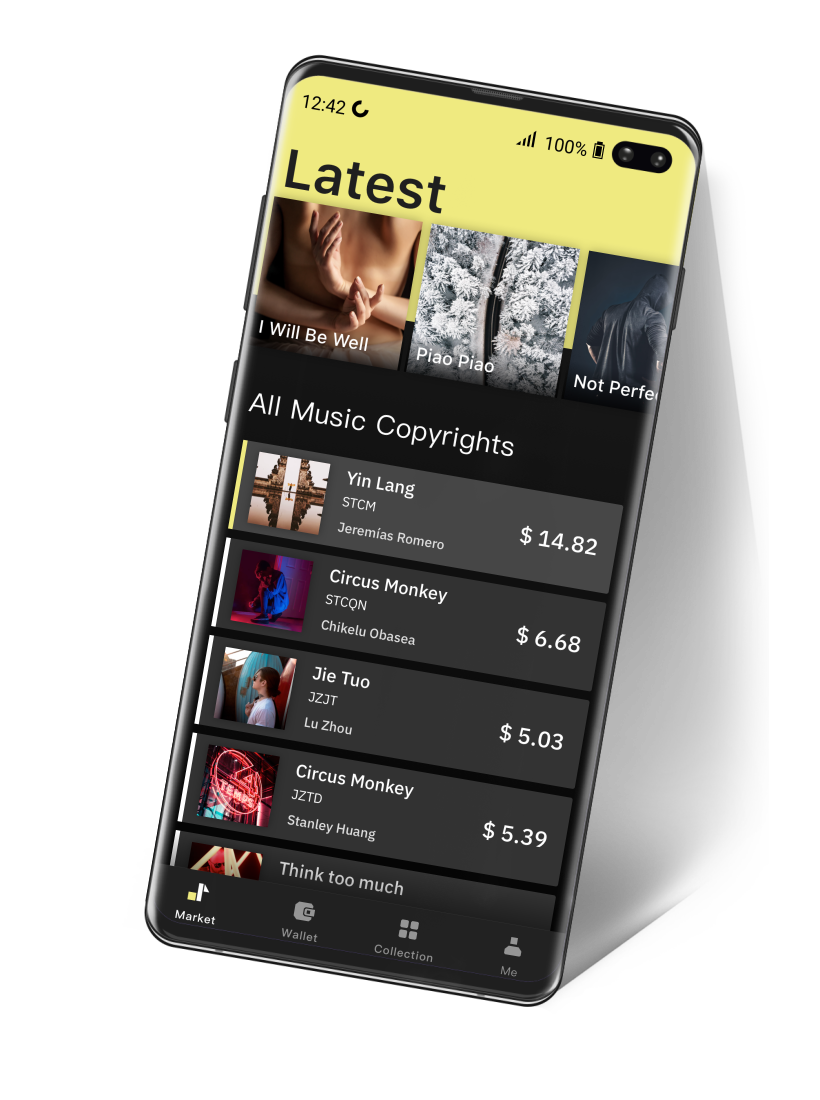 12:42
100%
Latest
I Will Be Well
Piao Piao
Not Perfe
All Music Copyrights
Yin Lang
STCM
Jeremías Romero
$ 14.82
Circus Monkey
STCQN
Chikelu Obasea
$ 6.68
Jie Tuo
JZJT
Lu Zhou
$ 5.03
TEMPS
Circus Monkey
JZTD
Stanley Huang
$ 5.39
Think too much
Market
Wallet
Collection
Me